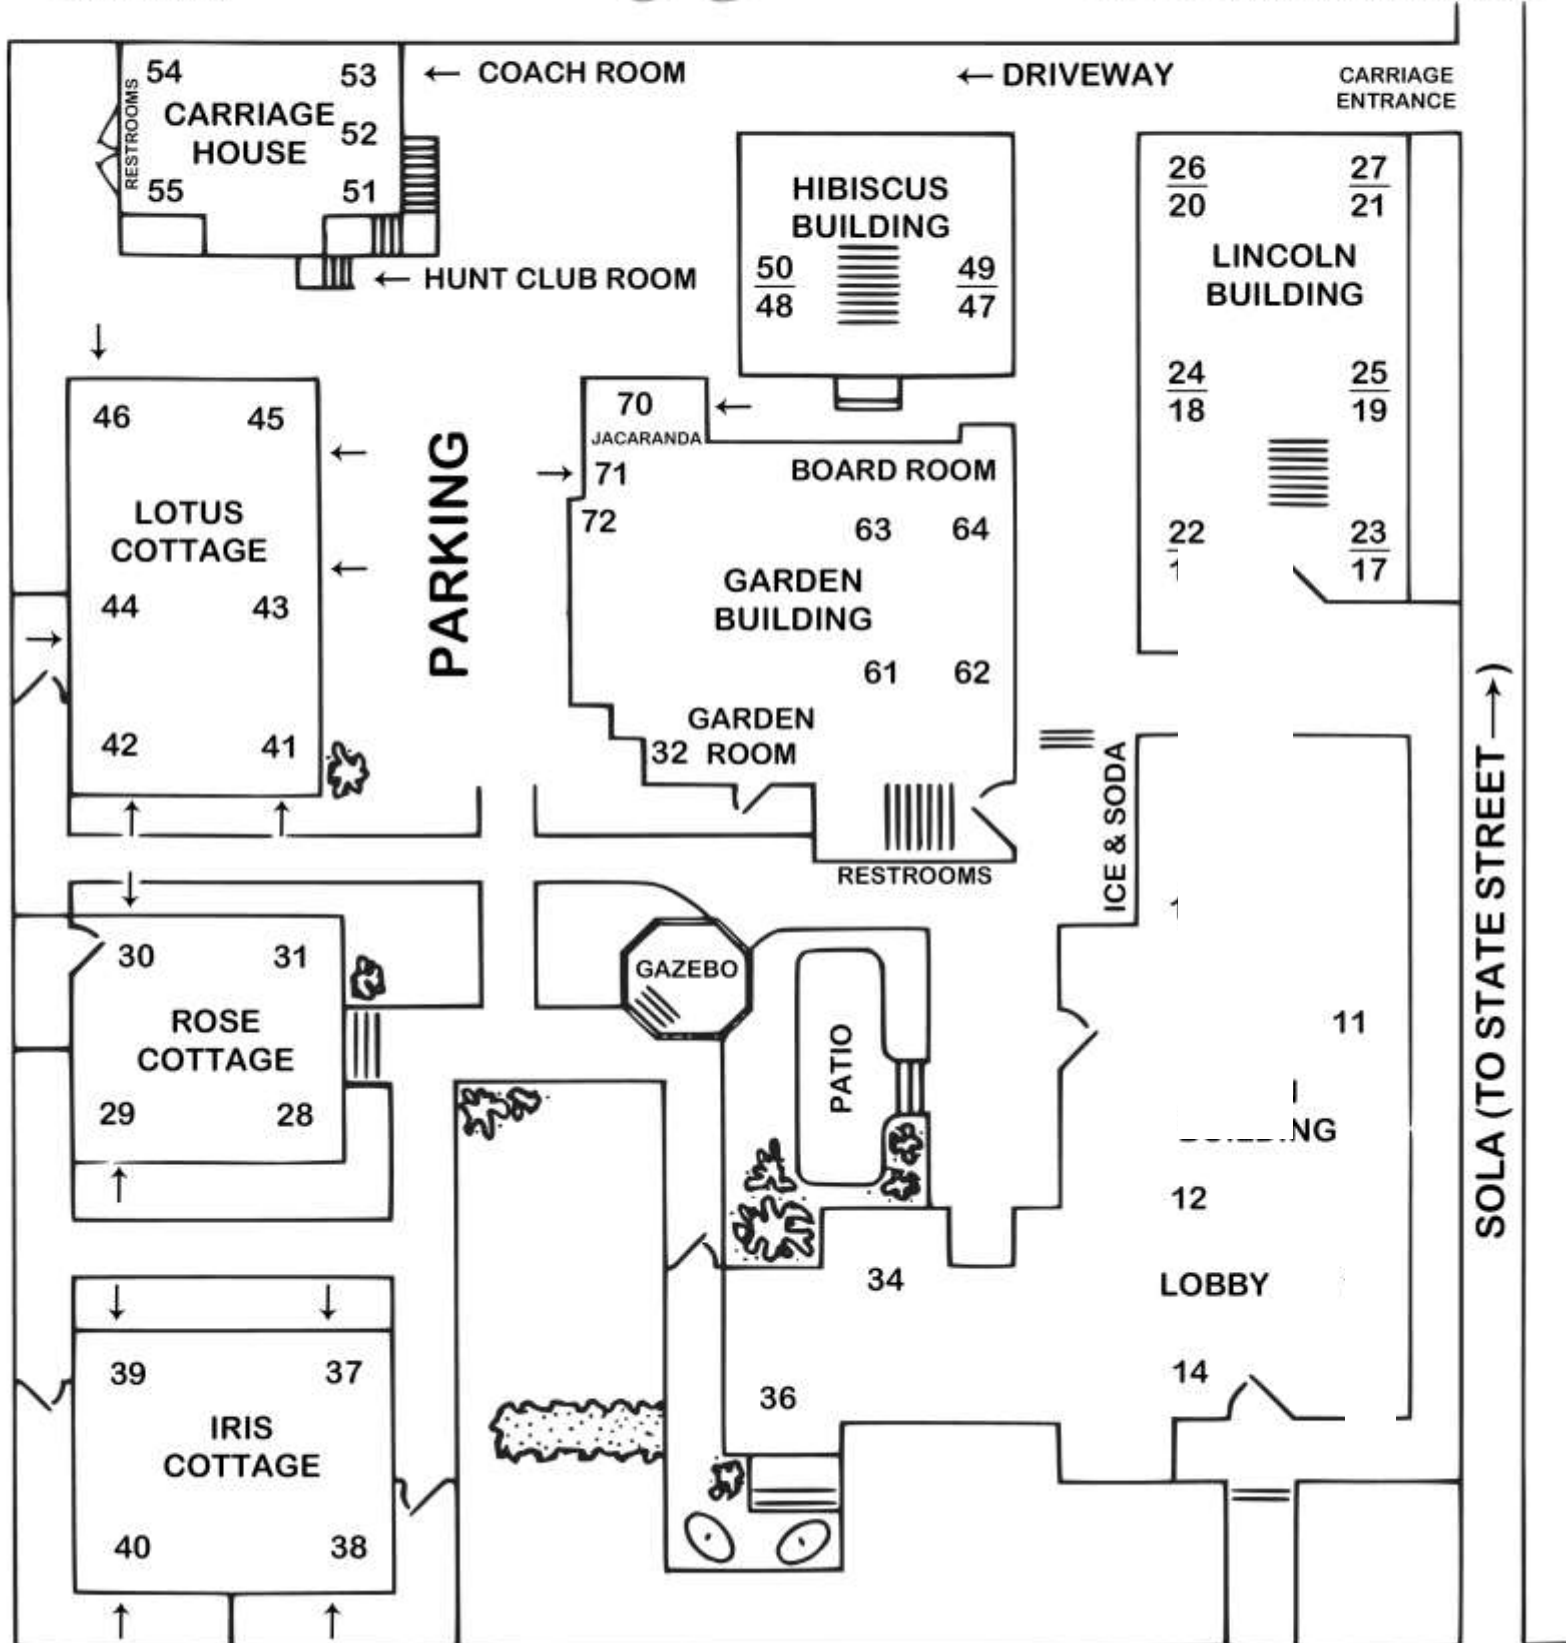 54
53
← COACH ROOM
← DRIVEWAY
CARRIAGE
ENTRANCE
RESTROOMS
CARRIAGE
HOUSE
52
55
51
← HUNT CLUB ROOM
HIBISCUS
BUILDING
50
48
49
47
26
20
27
21
LINCOLN
BUILDING
24
18
25
19
22
23
17
46
45
LOTUS
COTTAGE
44
43
42
41
PARKING
70
JACARANDA
71
72
BOARD ROOM
63
64
GARDEN
BUILDING
61
62
GARDEN
ROOM
32
RESTROOMS
ICE & SODA
SOLA (TO STATE STREET→)
30
31
ROSE
COTTAGE
29
28
GAZEBO
PATIO
11
12
LOBBY
14
34
36
39
37
IRIS
COTTAGE
40
38